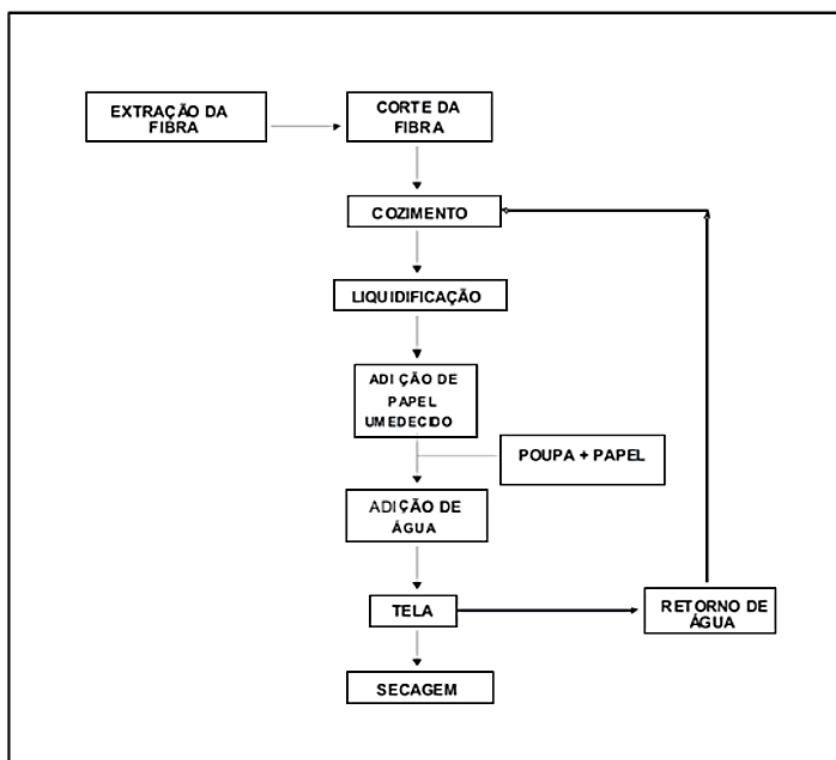 EXTRAÇÃO DA
FIBRA
CORTE DA
FIBRA
COZIMENTO
LIQUIDIFICAÇÃO
ADIÇÃO DE
PAPEL
UMEDECIDO
POUPA + PAPEL
ADIÇÃO DE
ÁGUA
TELA
RETORNO DE
ÁGUA
SECAGEM